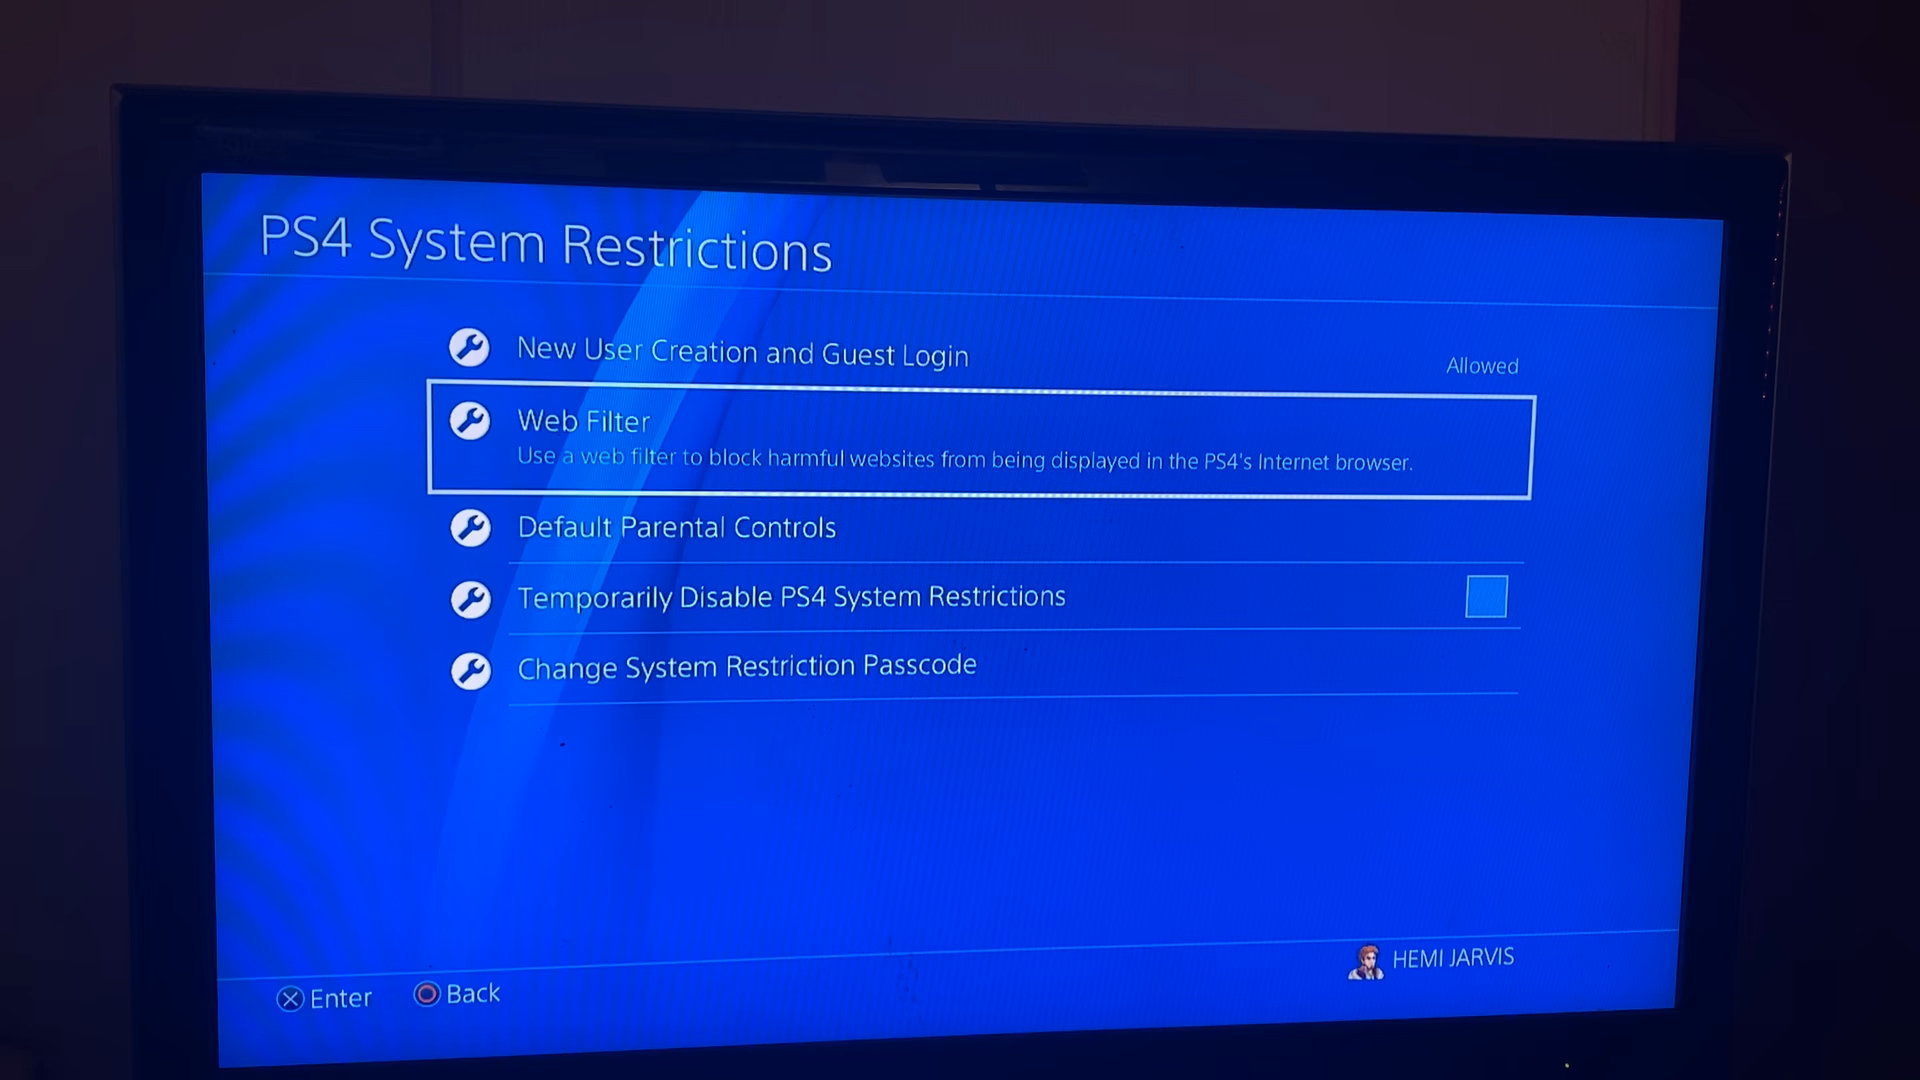 PS4 System Restrictions
New User Creation and Guest Login
Allowed
Web Filter
Use a web filter to block harmful websites from being displayed in the PS4's Internet browser.
Default Parental Controls
Temporarily Disable PS4 System Restrictions
Change System Restriction Passcode
HEMI JARVIS
Enter Back